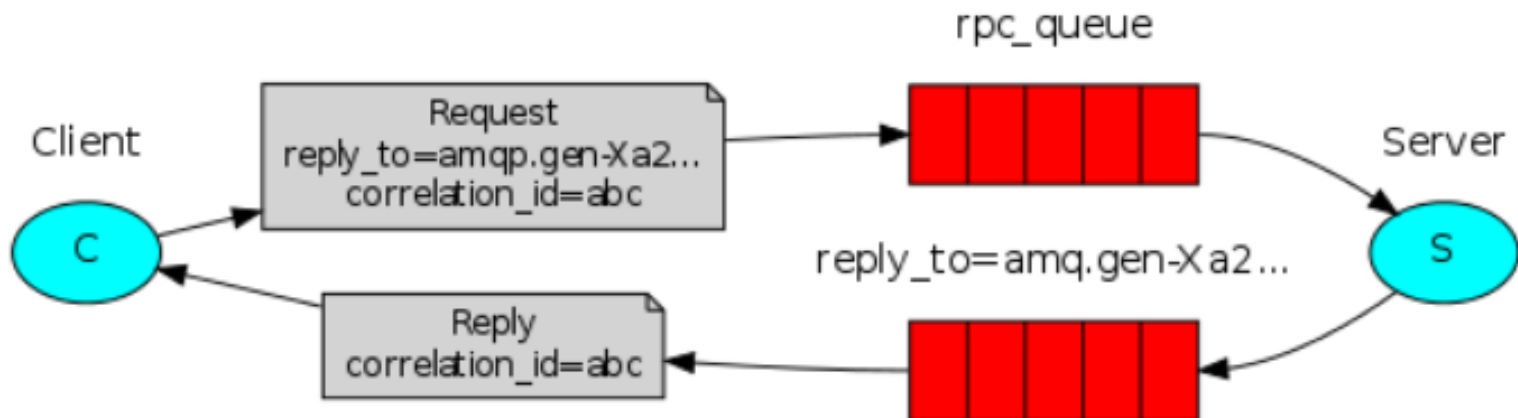 rpc_queue
Client
Request
reply_to=amqp.gen-Xa2...
correlation_id=abc
Server
C
S
reply_to=amq.gen-Xa2...
Reply
correlation_id=abc